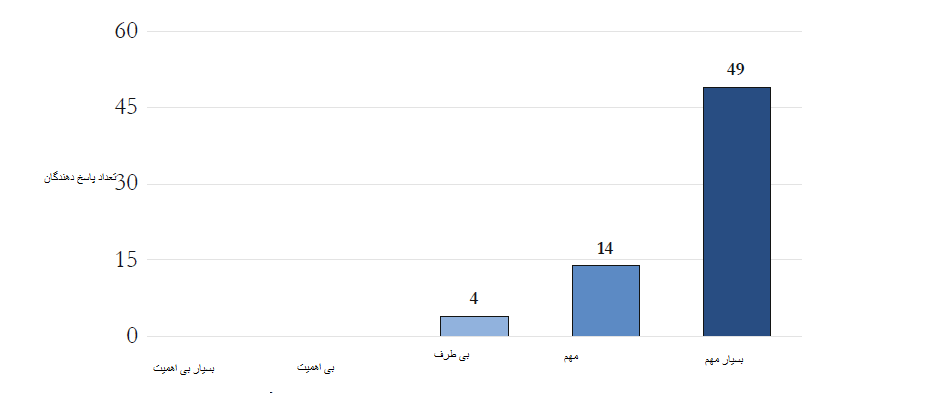 60
49
45
تعداد پاسخ دهندگان
30
14
15
4
0
بسیار بی اهمیت
بی اهمیت
بی طرف
مهم
بسیار مهم